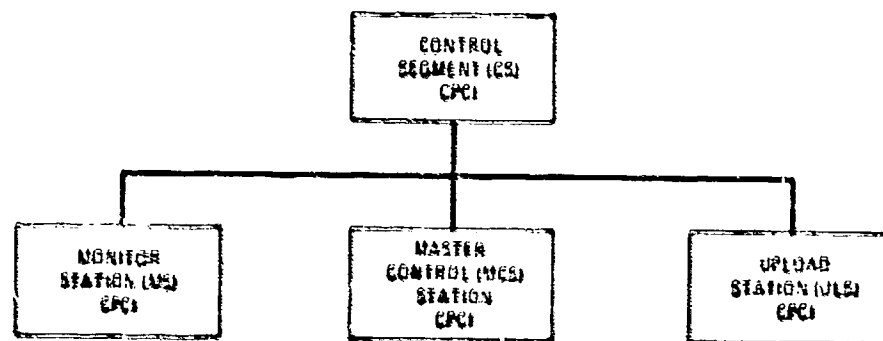 CONTROL
SEGMENT (CS)
CPCI
MONITOR
STATION (MS)
CPCI
MASTER
CONTROL (MCS)
STATION
CPCI
UPLOAD
STATION (ULS)
CPCI